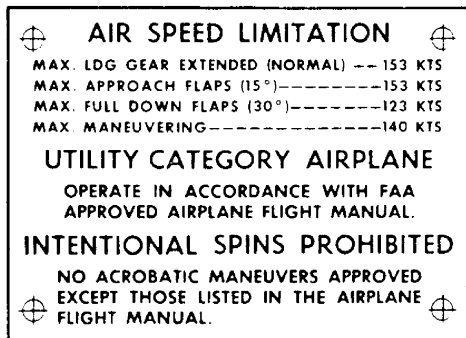 AIR SPEED LIMITATION
MAX. LDG GEAR EXTENDED (NORMAL) -- 153 KTS
MAX. APPROACH FLAPS (15°)--------------153 KTS
MAX. FULL DOWN FLAPS (30°)------------123 KTS
MAX. MANEUVERING--------------------140 KTS
UTILITY CATEGORY AIRPLANE
OPERATE IN ACCORDANCE WITH FAA
APPROVED AIRPLANE FLIGHT MANUAL.
INTENTIONAL SPINS PROHIBITED
NO ACROBATIC MANEUVERS APPROVED
EXCEPT THOSE LISTED IN THE AIRPLANE
FLIGHT MANUAL.